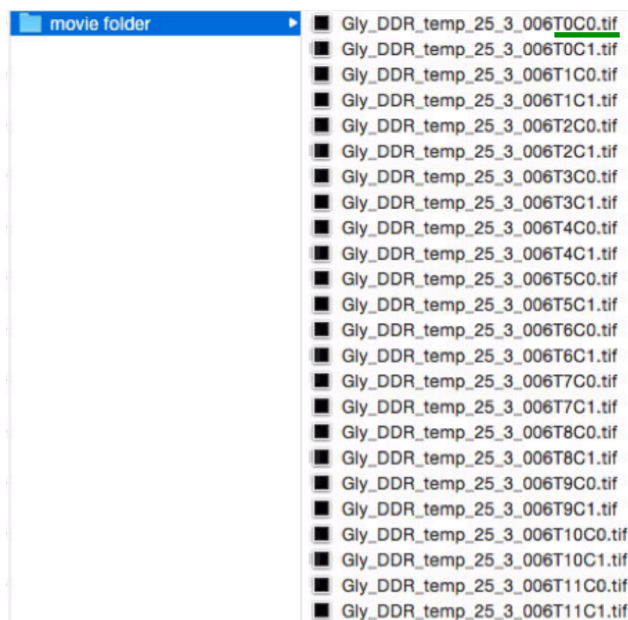 movie folder
Gly_DDR_temp_25_3_006T0C0.tif
Gly_DDR_temp_25_3_006T0C1.tif
Gly_DDR_temp_25_3_006T1C0.tif
Gly_DDR_temp_25_3_006T1C1.tif
Gly_DDR_temp_25_3_006T2C0.tif
Gly_DDR_temp_25_3_006T2C1.tif
Gly_DDR_temp_25_3_006T3C0.tif
Gly_DDR_temp_25_3_006T3C1.tif
Gly_DDR_temp_25_3_006T4C0.tif
Gly_DDR_temp_25_3_006T4C1.tif
Gly_DDR_temp_25_3_006T5C0.tif
Gly_DDR_temp_25_3_006T5C1.tif
Gly_DDR_temp_25_3_006T6C0.tif
Gly_DDR_temp_25_3_006T6C1.tif
Gly_DDR_temp_25_3_006T7C0.tif
Gly_DDR_temp_25_3_006T7C1.tif
Gly_DDR_temp_25_3_006T8C0.tif
Gly_DDR_temp_25_3_006T8C1.tif
Gly_DDR_temp_25_3_006T9C0.tif
Gly_DDR_temp_25_3_006T9C1.tif
Gly_DDR_temp_25_3_006T10C0.tif
Gly_DDR_temp_25_3_006T10C1.tif
Gly_DDR_temp_25_3_006T11C0.tif
Gly_DDR_temp_25_3_006T11C1.tif